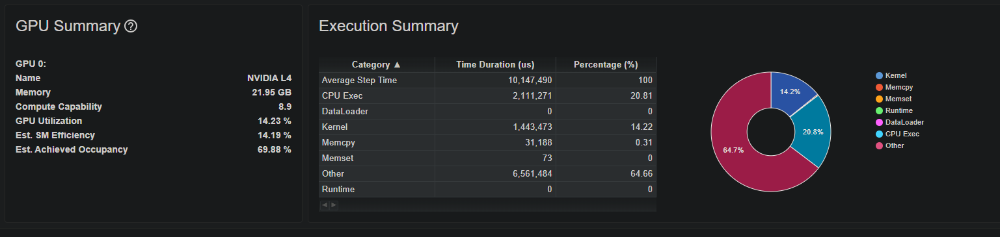 GPU Summary ?
GPU 0:
Name NVIDIA L4
Memory 21.95 GB
Compute Capability 8.9
GPU Utilization 14.23 %
Est. SM Efficiency 14.19 %
Est. Achieved Occupancy 69.88 %
Execution Summary
Category ▲ Time Duration (us) Percentage (%)
Average Step Time 10,147,490 100
CPU Exec 2,111,271 20.81
DataLoader 0 0
Kernel 1,443,473 14.22
Memcpy 31,188 0.31
Memset 73 0
Other 6,561,484 64.66
Runtime 0 0
14.2%
20.8%
64.7%
Kernel
Memcpy
Memset
Runtime
DataLoader
CPU Exec
Other